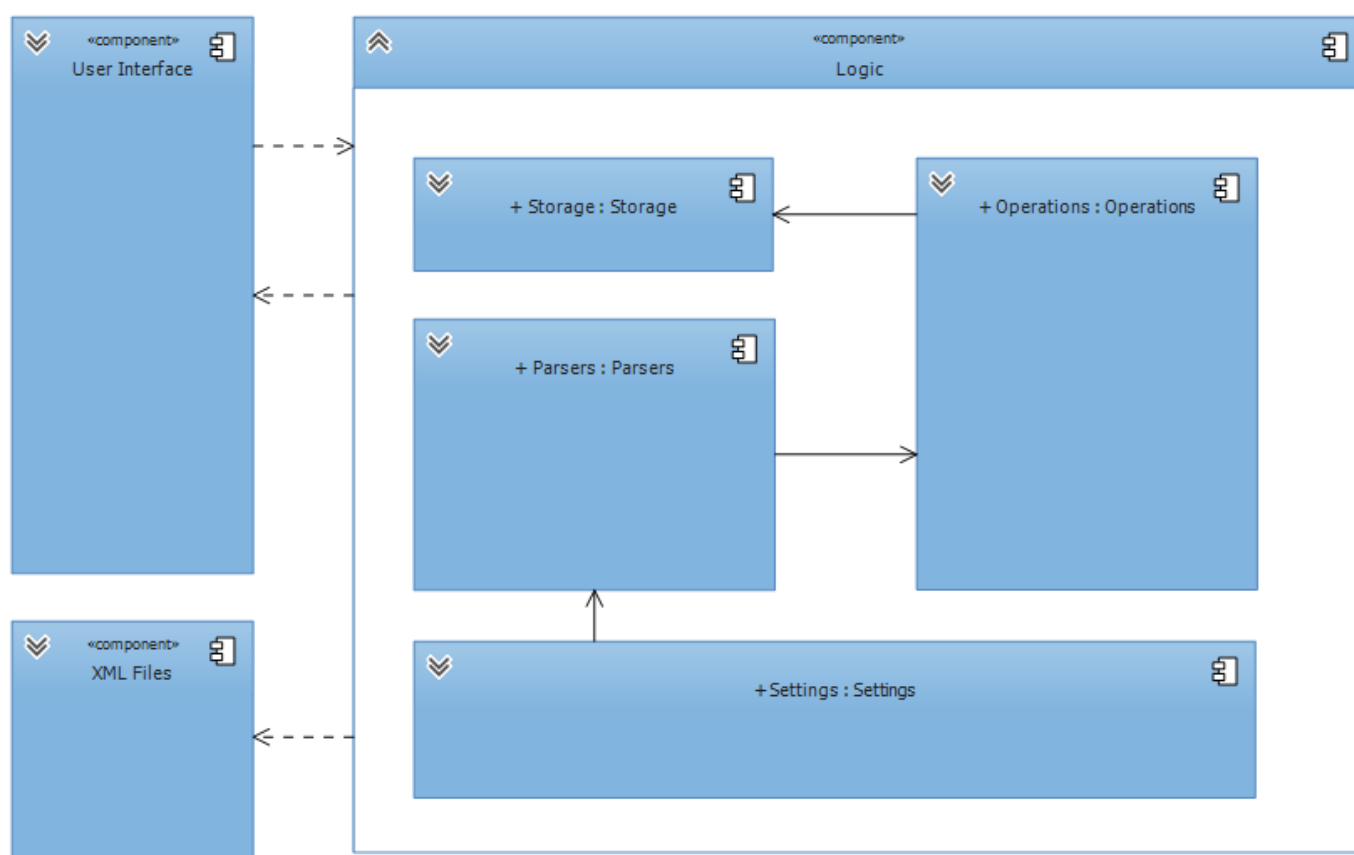 «component»
User Interface
«component»
Logic
+ Storage : Storage
+ Operations : Operations
+ Parsers : Parsers
«component»
XML Files
+Settings : Settings